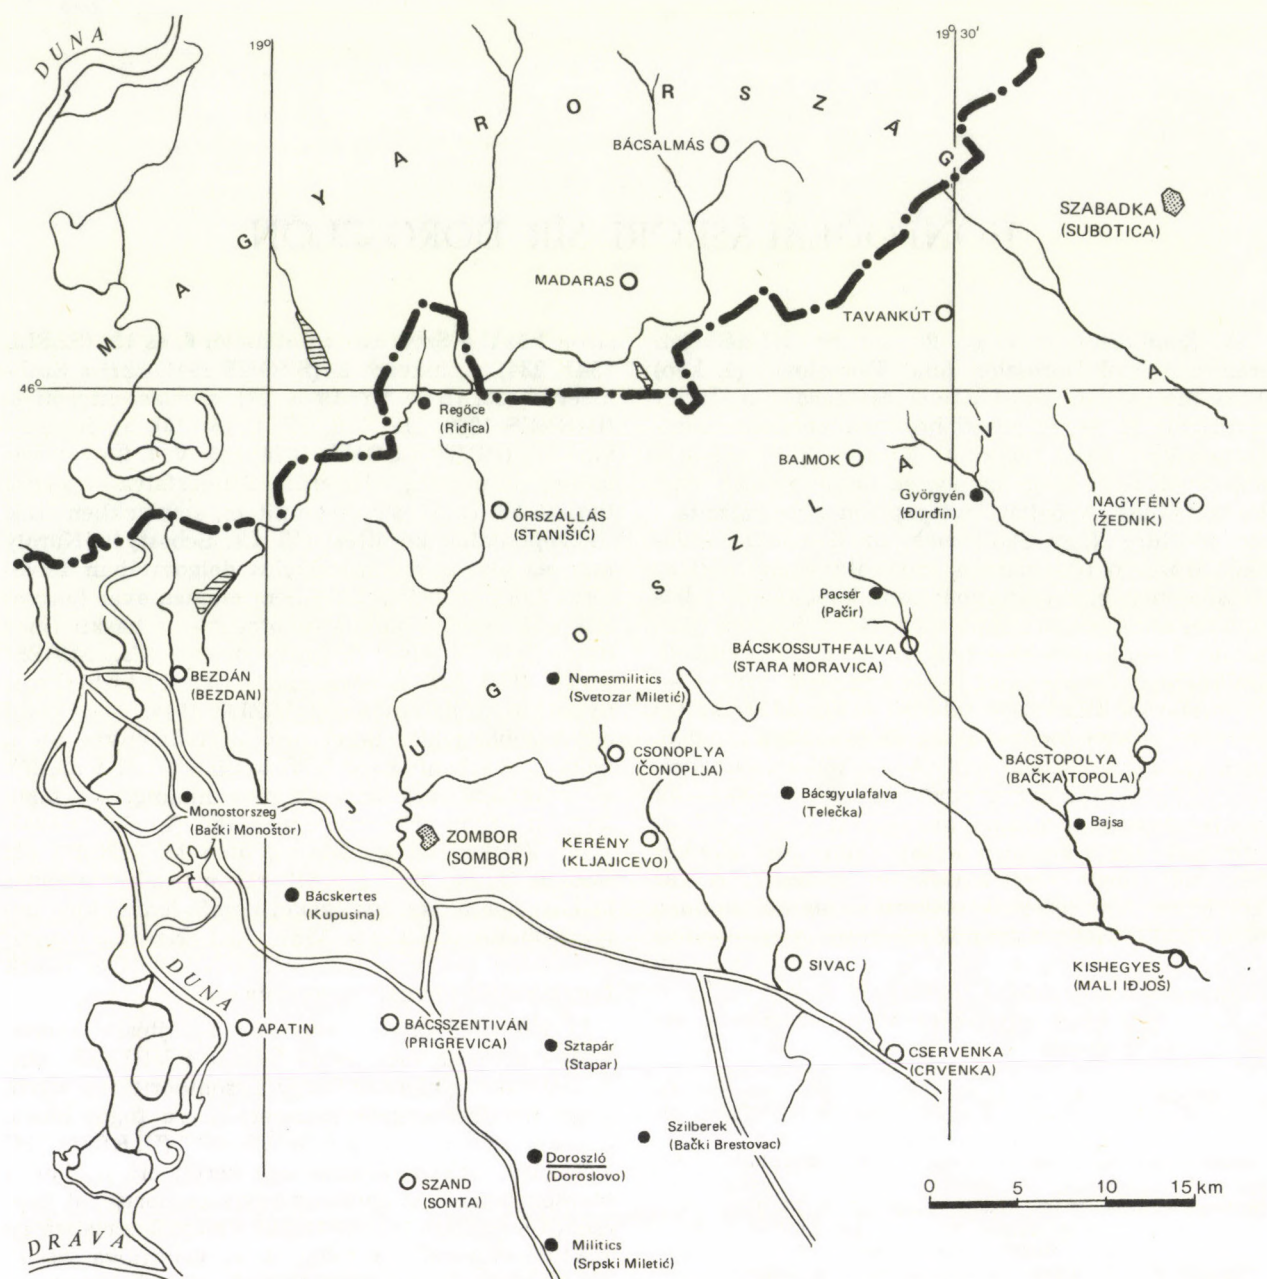 DUNA
19°
19° 30'
MAGYARORSZÁG
BÁCSALMÁS
SZABADKA
(SUBOTICA)
MADARAS
TAVANKÚT
46°
Regőce
(Riđica)
BAJMOK
Györgyén
(Đurđin)
NAGYFÉNY
(ŽEDNIK)
ŐRSZÁLLÁS
(STANIŠIĆ)
JUGOSZLÁVIA
Pacsér
(Pačir)
BÁCSKOSSUTHFALVA
(STARA MORAVICA)
BEZDÁN
(BEZDAN)
Nemesmilitics
(Svetozar Miletić)
CSONOPLYA
(ČONOPLJA)
BÁCSTOPOLYA
(BAČKA TOPOLA)
Bácsgyulafalva
(Telečka)
Monostorszeg
(Bački Monoštor)
Bajsa
ZOMBOR
(SOMBOR)
KERÉNY
(KLJAJICEVO)
Bácskertes
(Kupusina)
SIVAC
KISHEGYES
(MALI IĐJOŠ)
DUNA
APATIN
BÁCSSZENTIVÁN
(PRIGREVICA)
Sztapár
(Stapar)
CSERVENKA
(CRVENKA)
Szilberek
(Bački Brestovac)
Doroszló
(Doroslovo)
SZAND
(SONTA)
0 5 10 15 km
DRÁVA
Militics
(Srpski Miletić)